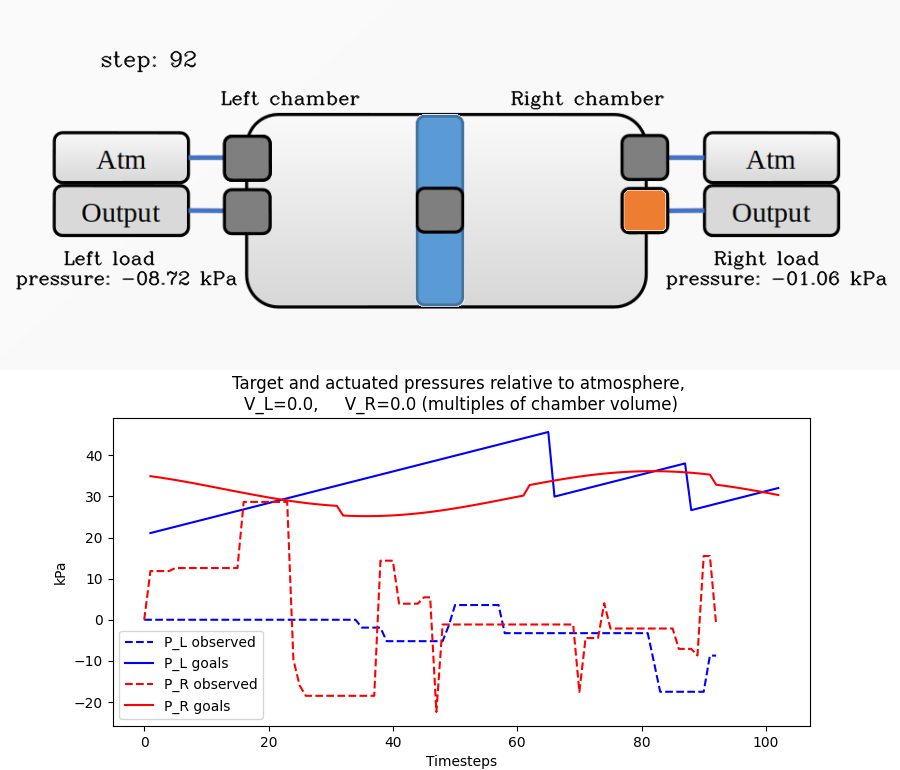 step: 92
Left chamber
Right chamber
Atm
Atm
Output
Output
Left load
pressure: -08.72 kPa
Right load
pressure: -01.06 kPa
Target and actuated pressures relative to atmosphere,
V_L=0.0, V_R=0.0 (multiples of chamber volume)
kPa
40
30
20
10
0
−10
−20
P_L observed
P_L goals
P_R observed
P_R goals
0 20 40 60 80 100
Timesteps